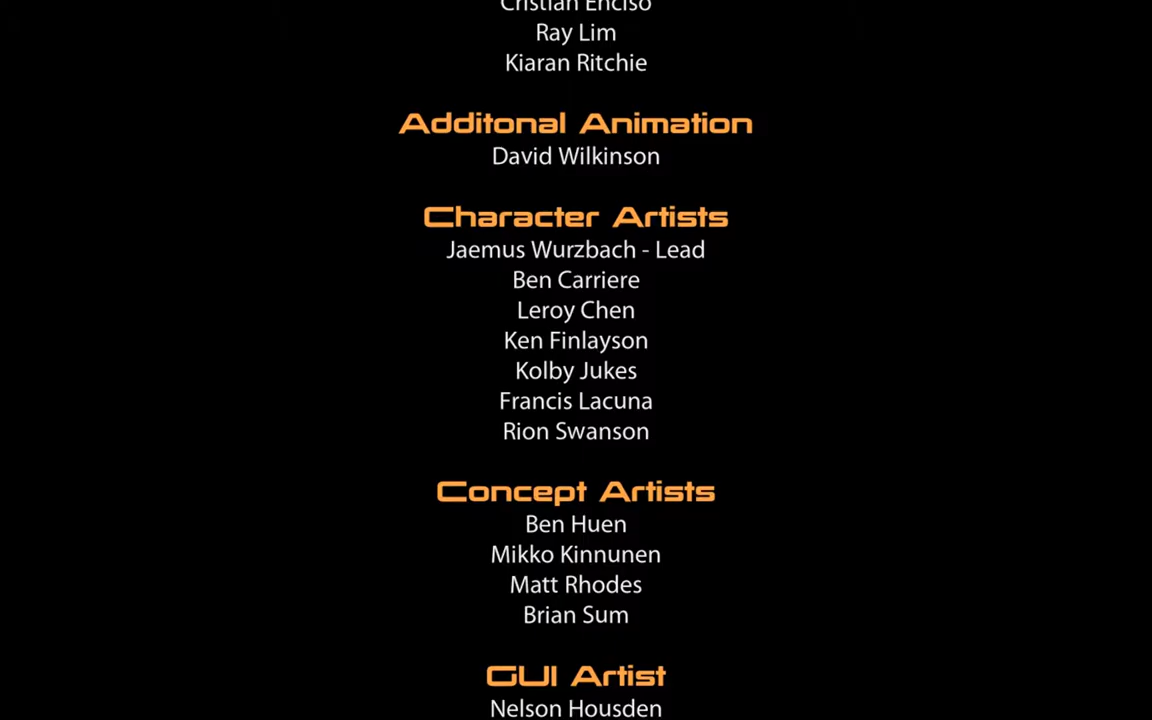 Cristian Enciso
Ray Lim
Kiaran Ritchie
Additonal Animation
David Wilkinson
Character Artists
Jaemus Wurzbach - Lead
Ben Carriere
Leroy Chen
Ken Finlayson
Kolby Jukes
Francis Lacuna
Rion Swanson
Concept Artists
Ben Huen
Mikko Kinnunen
Matt Rhodes
Brian Sum
GUI Artist
Nelson Housden